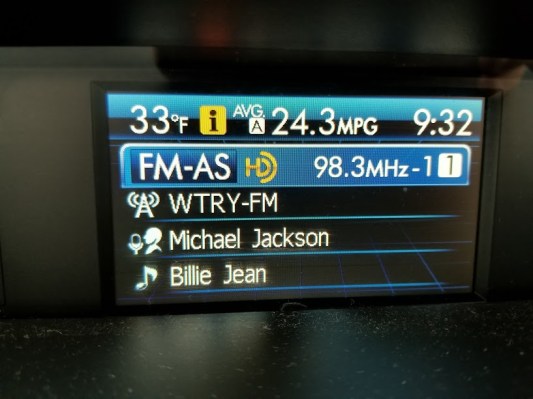 33°F i AVG. A 24.3MPG 9:32
FM-AS HD 98.3MHz-1 1
WTRY-FM
Michael Jackson
Billie Jean